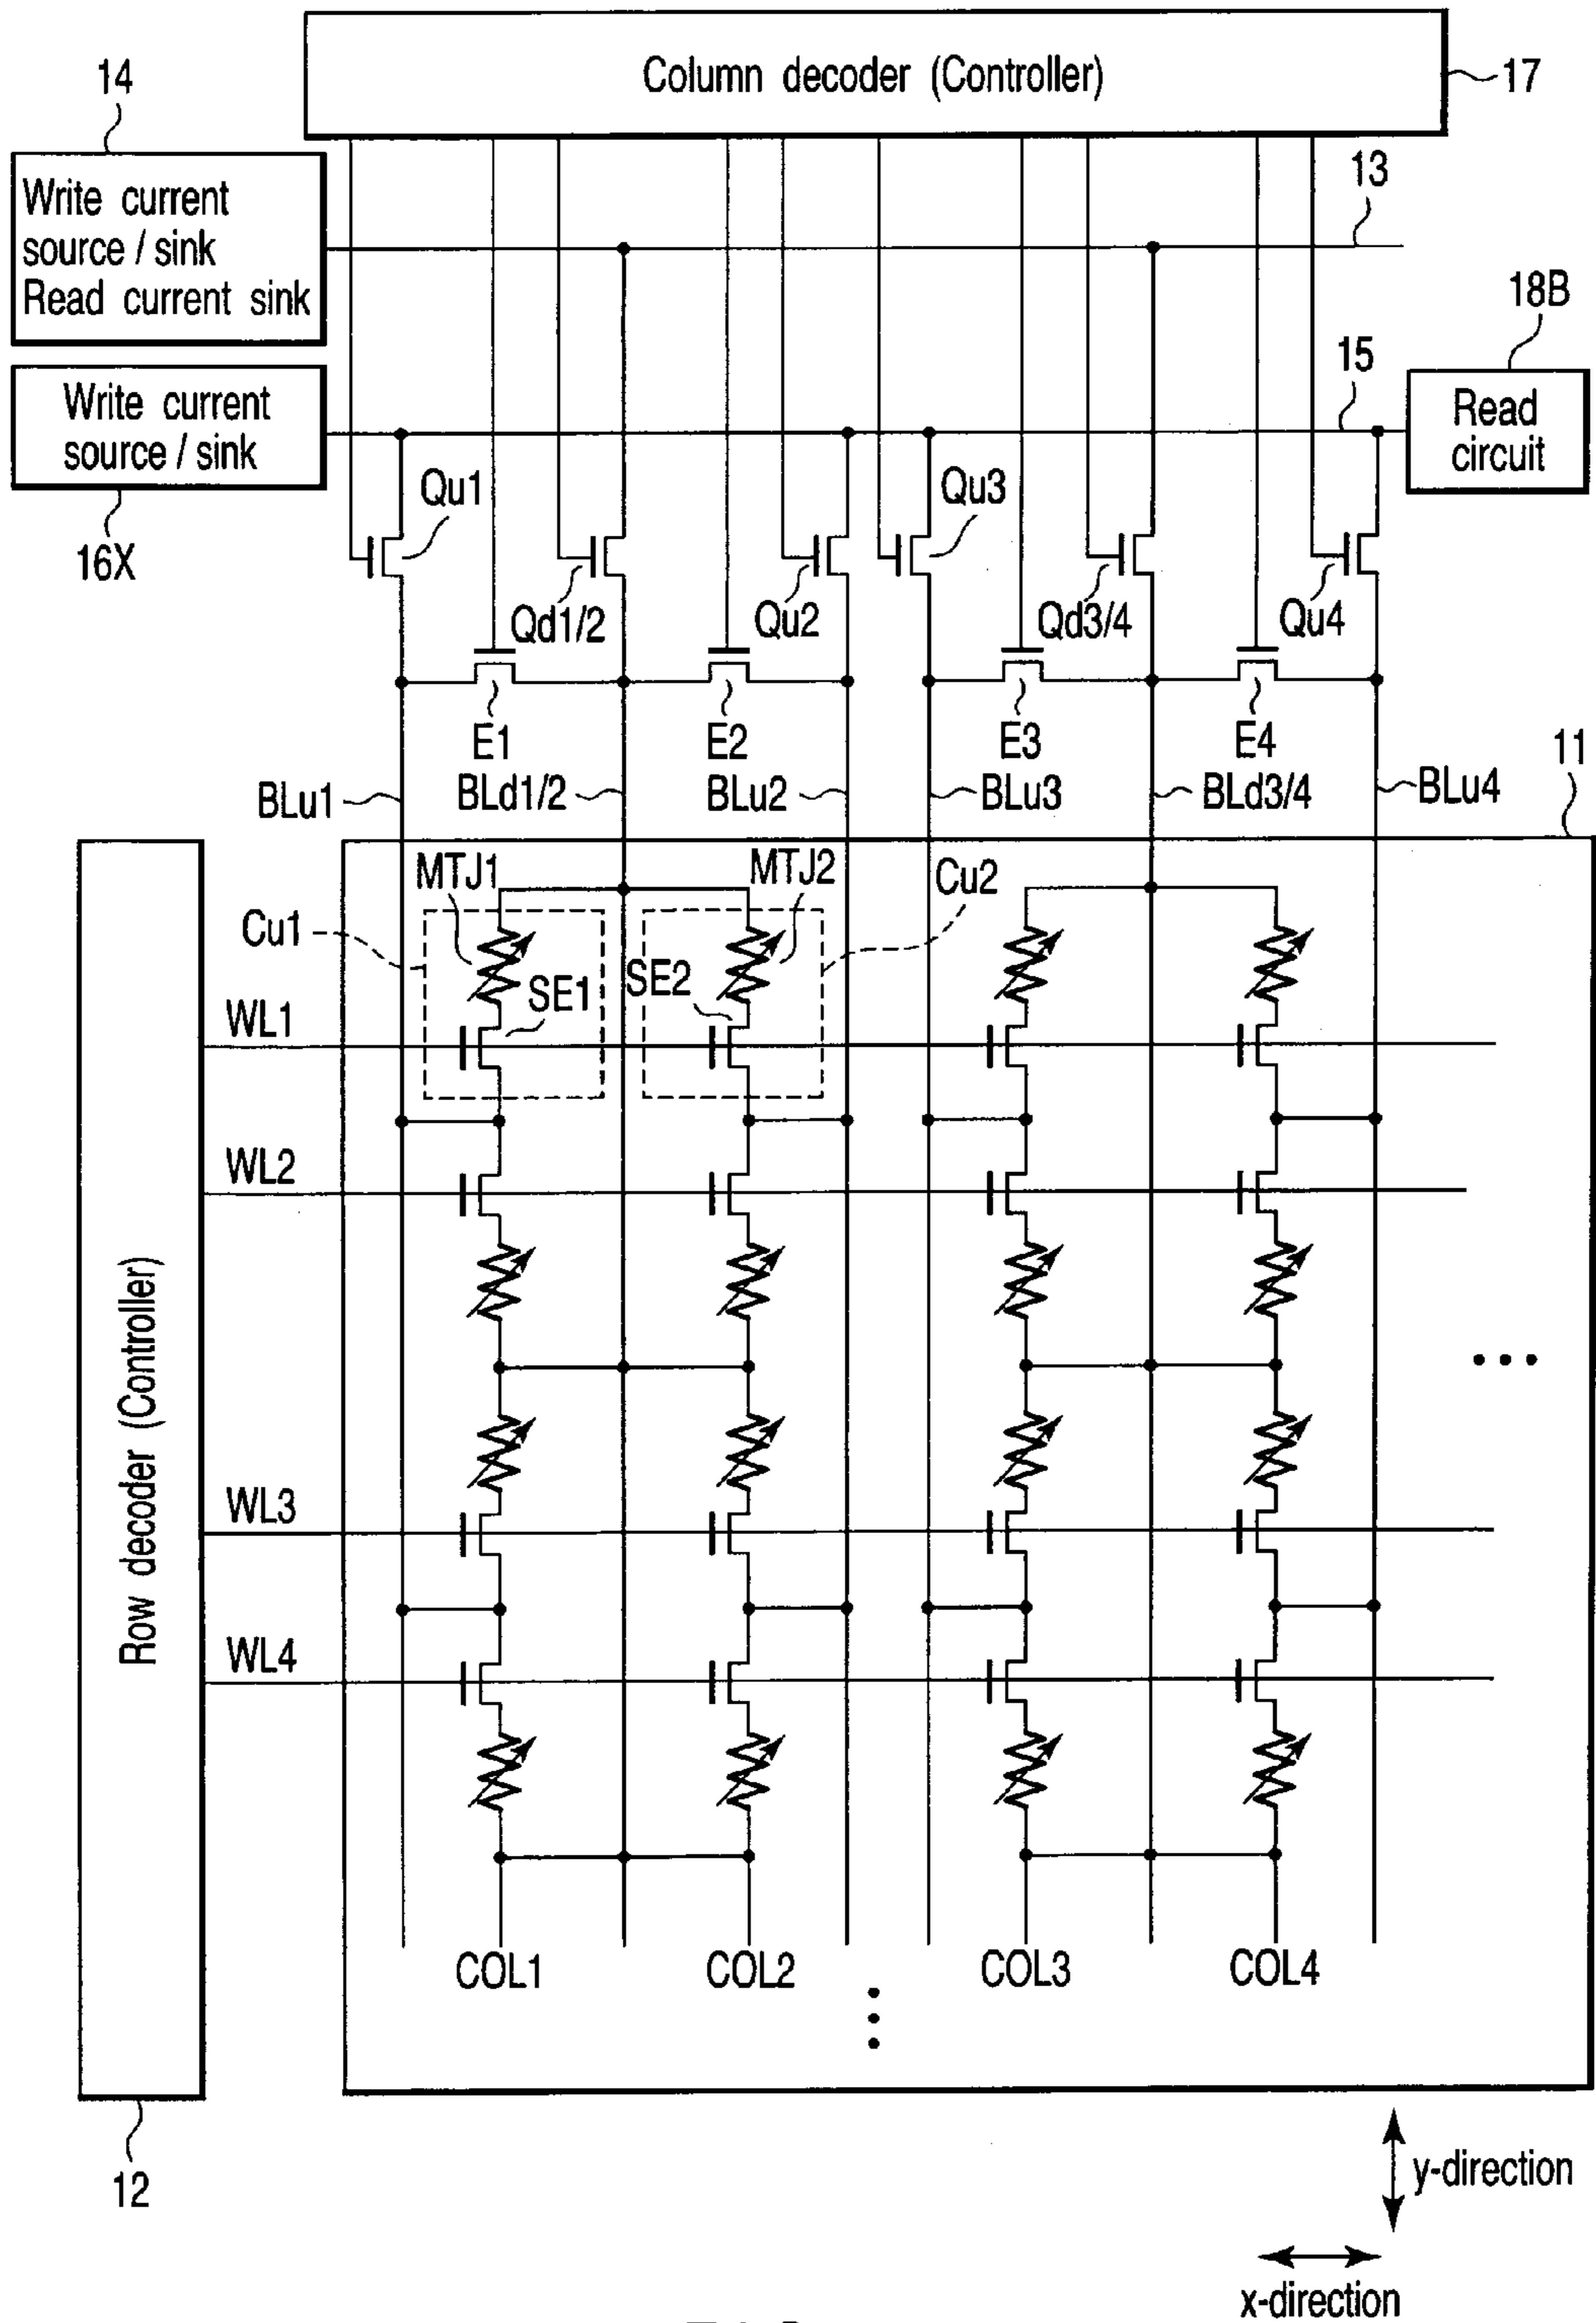 Column decoder (Controller)
17
14
Write current
source / sink
Read current sink
13
18B
15
Write current
source / sink
Read
circuit
16X
Qu1
Qu3
Qd1/2
Qu2
Qd3/4
Qu4
E1
E2
E3
E4
11
BLu1
BLd1/2
BLu2
BLu3
BLd3/4
BLu4
MTJ1
MTJ2
Cu2
Cu1
SE1
SE2
WL1
WL2
Row decoder (Controller)
WL3
WL4
COL1
COL2
COL3
COL4
12
y-direction
x-direction